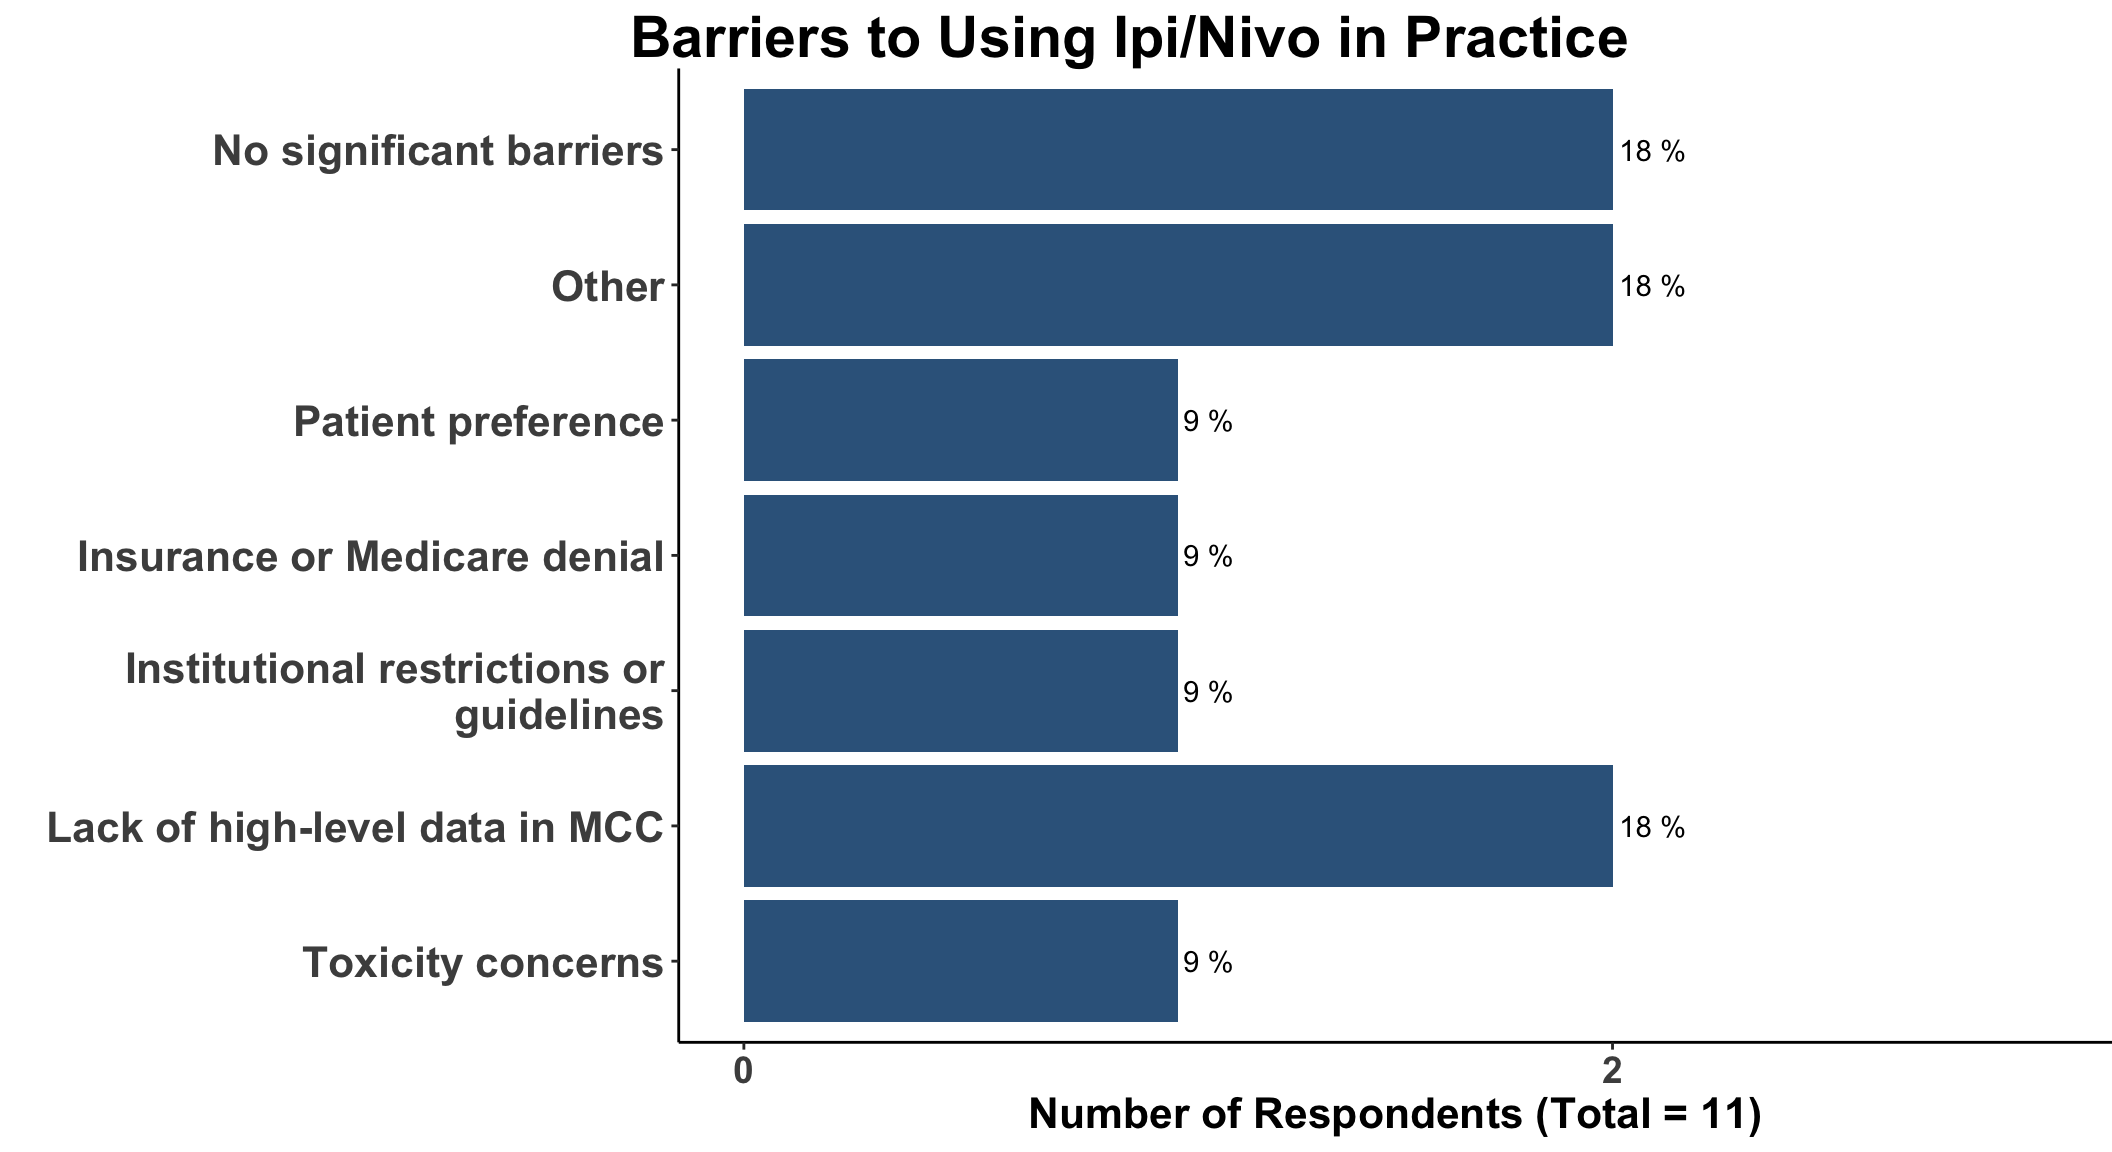 Barriers to Using Ipi/Nivo in Practice
No significant barriers
18 %
Other
18 %
Patient preference
9 %
Insurance or Medicare denial
9 %
Institutional restrictions or
guidelines
9 %
Lack of high-level data in MCC
18 %
Toxicity concerns
9 %
0
2
Number of Respondents (Total = 11)